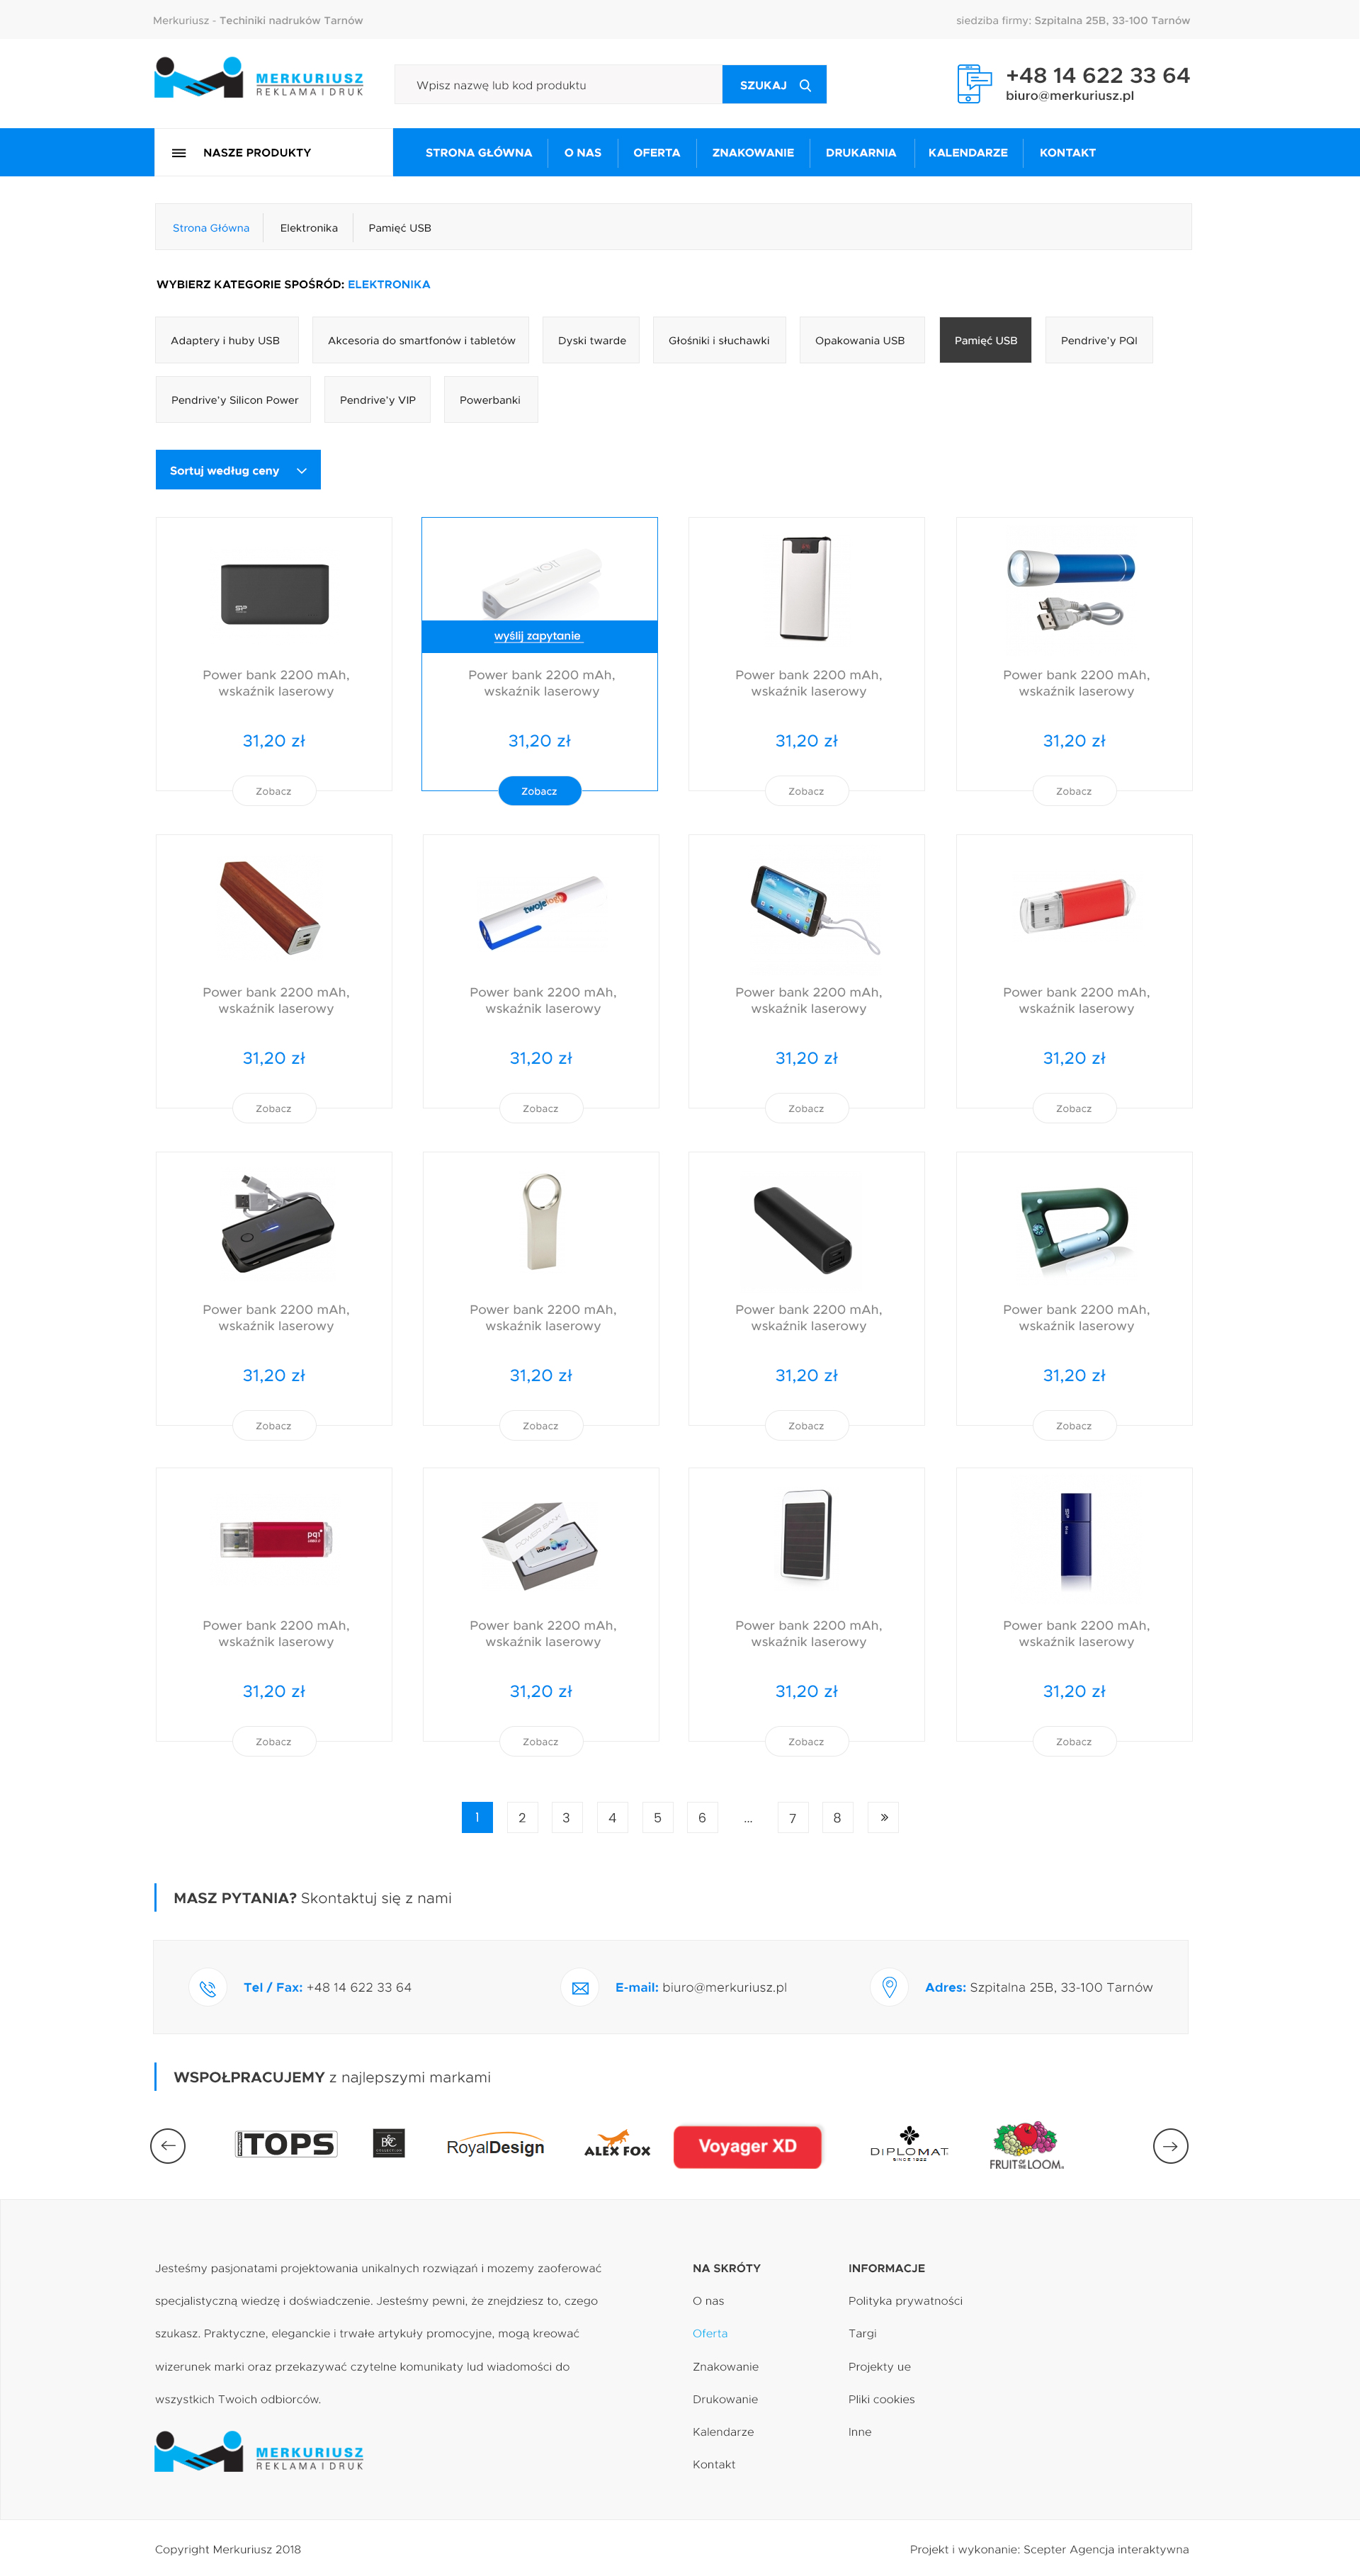 Merkuriusz - Techiniki nadruków Tarnów
siedziba firmy: Szpitalna 25B, 33-100 Tarnów
MERKURIUSZ
REKLAMA I DRUK
Wpisz nazwę lub kod produktu
SZUKAJ
+48 14 622 33 64
biuro@merkuriusz.pl
NASZE PRODUKTY
STRONA GŁÓWNA
O NAS
OFERTA
ZNAKOWANIE
DRUKARNIA
KALENDARZE
KONTAKT
Strona Główna
Elektronika
Pamięć USB
WYBIERZ KATEGORIE SPOŚRÓD: ELEKTRONIKA
Adaptery i huby USB
Akcesoria do smartfonów i tabletów
Dyski twarde
Głośniki i słuchawki
Opakowania USB
Pamięć USB
Pendrive'y PQI
Pendrive'y Silicon Power
Pendrive'y VIP
Powerbanki
Sortuj według ceny
SP
wyślij zapytanie
Power bank 2200 mAh,
wskaźnik laserowy
31,20 zł
Zobacz
Power bank 2200 mAh,
wskaźnik laserowy
31,20 zł
Zobacz
Power bank 2200 mAh,
wskaźnik laserowy
31,20 zł
Zobacz
Power bank 2200 mAh,
wskaźnik laserowy
31,20 zł
Zobacz
twojelogo
Power bank 2200 mAh,
wskaźnik laserowy
31,20 zł
Zobacz
Power bank 2200 mAh,
wskaźnik laserowy
31,20 zł
Zobacz
Power bank 2200 mAh,
wskaźnik laserowy
31,20 zł
Zobacz
Power bank 2200 mAh,
wskaźnik laserowy
31,20 zł
Zobacz
Power bank 2200 mAh,
wskaźnik laserowy
31,20 zł
Zobacz
Power bank 2200 mAh,
wskaźnik laserowy
31,20 zł
Zobacz
Power bank 2200 mAh,
wskaźnik laserowy
31,20 zł
Zobacz
Power bank 2200 mAh,
wskaźnik laserowy
31,20 zł
Zobacz
pqi
POWER BANK
Power bank 2200 mAh,
wskaźnik laserowy
31,20 zł
Zobacz
Power bank 2200 mAh,
wskaźnik laserowy
31,20 zł
Zobacz
Power bank 2200 mAh,
wskaźnik laserowy
31,20 zł
Zobacz
Power bank 2200 mAh,
wskaźnik laserowy
31,20 zł
Zobacz
1 2 3 4 5 6 ... 7 8 »
MASZ PYTANIA? Skontaktuj się z nami
Tel / Fax: +48 14 622 33 64
E-mail: biuro@merkuriusz.pl
Adres: Szpitalna 25B, 33-100 Tarnów
WSPÓŁPRACUJEMY z najlepszymi markami
TOPS
B&C
COLLECTION
RoyalDesign
ALEX FOX
Voyager XD
DIPLOMAT
SINCE 1922
FRUIT OF THE LOOM
Jesteśmy pasjonatami projektowania unikalnych rozwiązań i mozemy zaoferować
specjalistyczną wiedzę i doświadczenie. Jesteśmy pewni, że znejdziesz to, czego
szukasz. Praktyczne, eleganckie i trwałe artykuły promocyjne, mogą kreować
wizerunek marki oraz przekazywać czytelne komunikaty lud wiadomości do
wszystkich Twoich odbiorców.
MERKURIUSZ
REKLAMA I DRUK
NA SKRÓTY
O nas
Oferta
Znakowanie
Drukowanie
Kalendarze
Kontakt
INFORMACJE
Polityka prywatności
Targi
Projekty ue
Pliki cookies
Inne
Copyright Merkuriusz 2018
Projekt i wykonanie: Scepter Agencja interaktywna